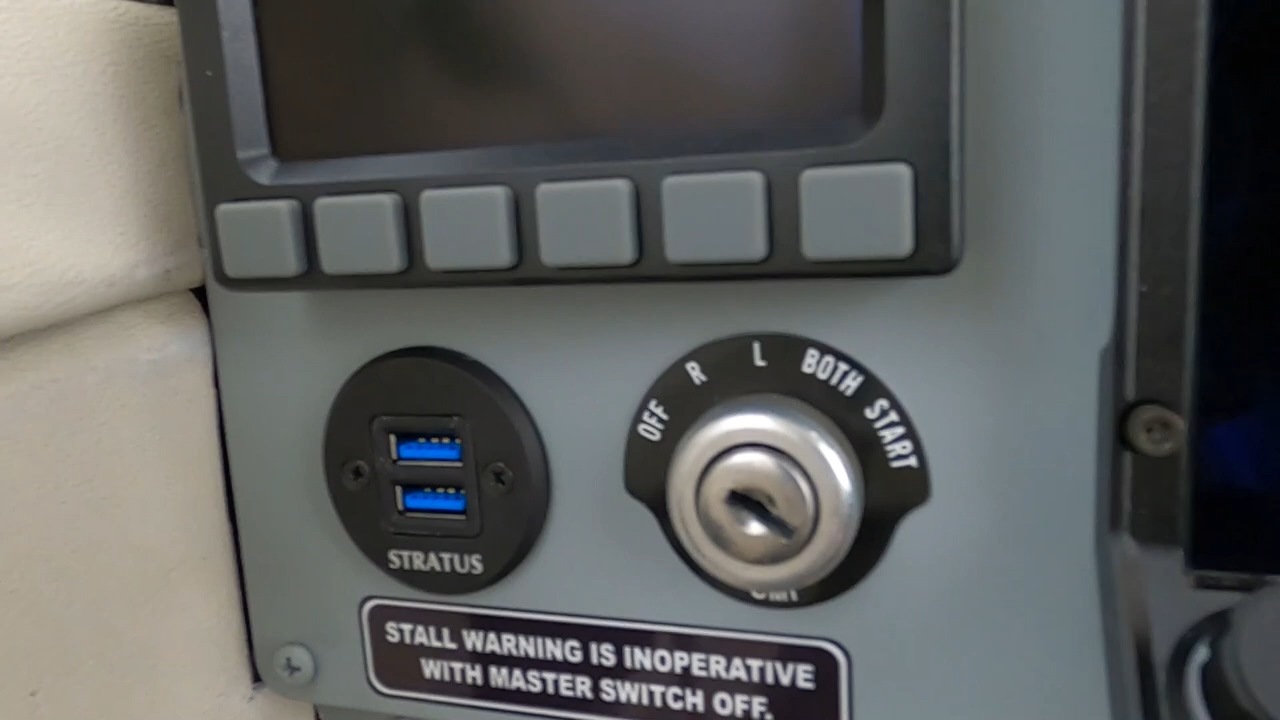 OFF R L BOTH START
STRATUS
STALL WARNING IS INOPERATIVE
WITH MASTER SWITCH OFF.